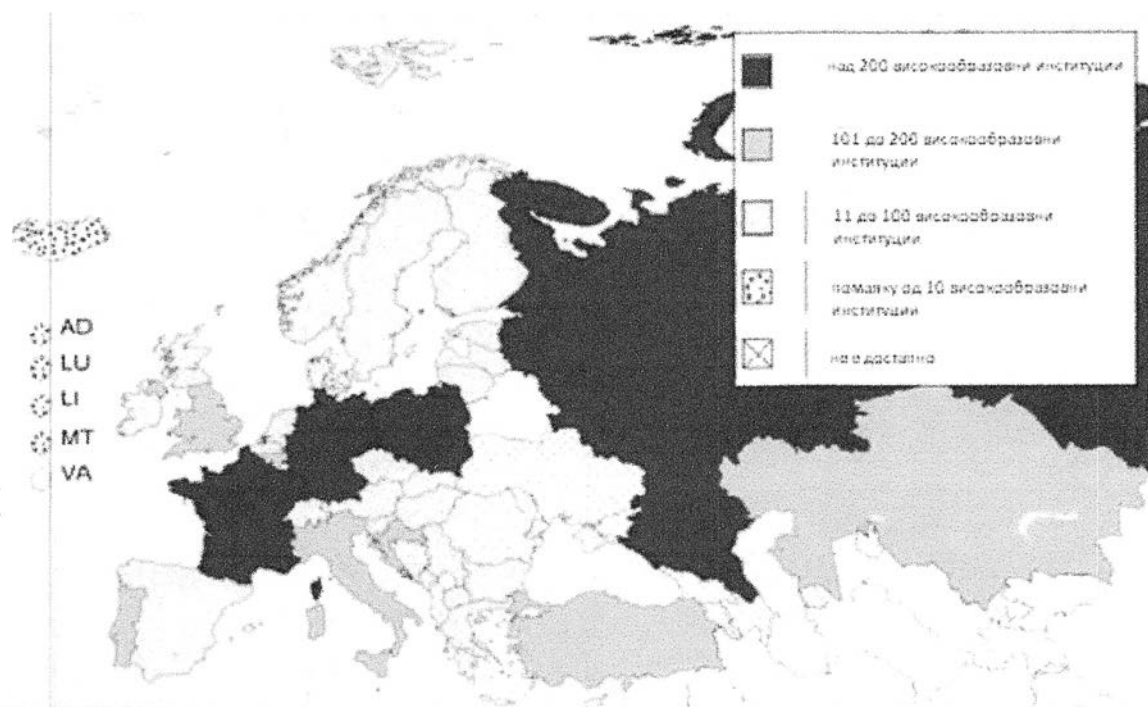 над 200 високообразовни институции
101 до 200 високообразовни
институции
11 до 100 високообразовни
институции
помалку од 10 високообразовни
институции
не е достапно
AD
LU
LI
MT
VA